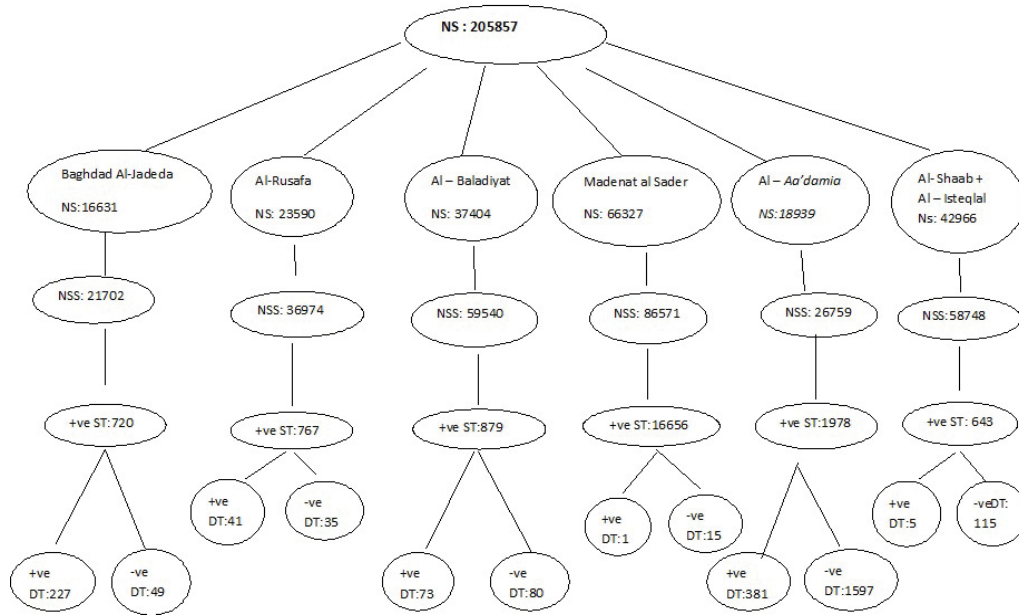 NS : 205857
Baghdad Al-Jadeda
NS:16631
Al-Rusafa
NS: 23590
Al – Baladiyat
NS: 37404
Madenat al Sader
NS: 66327
Al – Aa’damia
NS:18939
Al- Shaab +
Al – Isteqlal
Ns: 42966
NSS: 21702
NSS: 36974
NSS: 59540
NSS: 86571
NSS: 26759
NSS:58748
+ve ST:720
+ve ST:767
+ve ST:879
+ve ST:16656
+ve ST:1978
+ve ST: 643
+ve
DT:227
-ve
DT:49
+ve
DT:41
-ve
DT:35
+ve
DT:73
-ve
DT:80
+ve
DT:1
-ve
DT:15
+ve
DT:381
-ve
DT:1597
+ve
DT:5
-veDT:
115